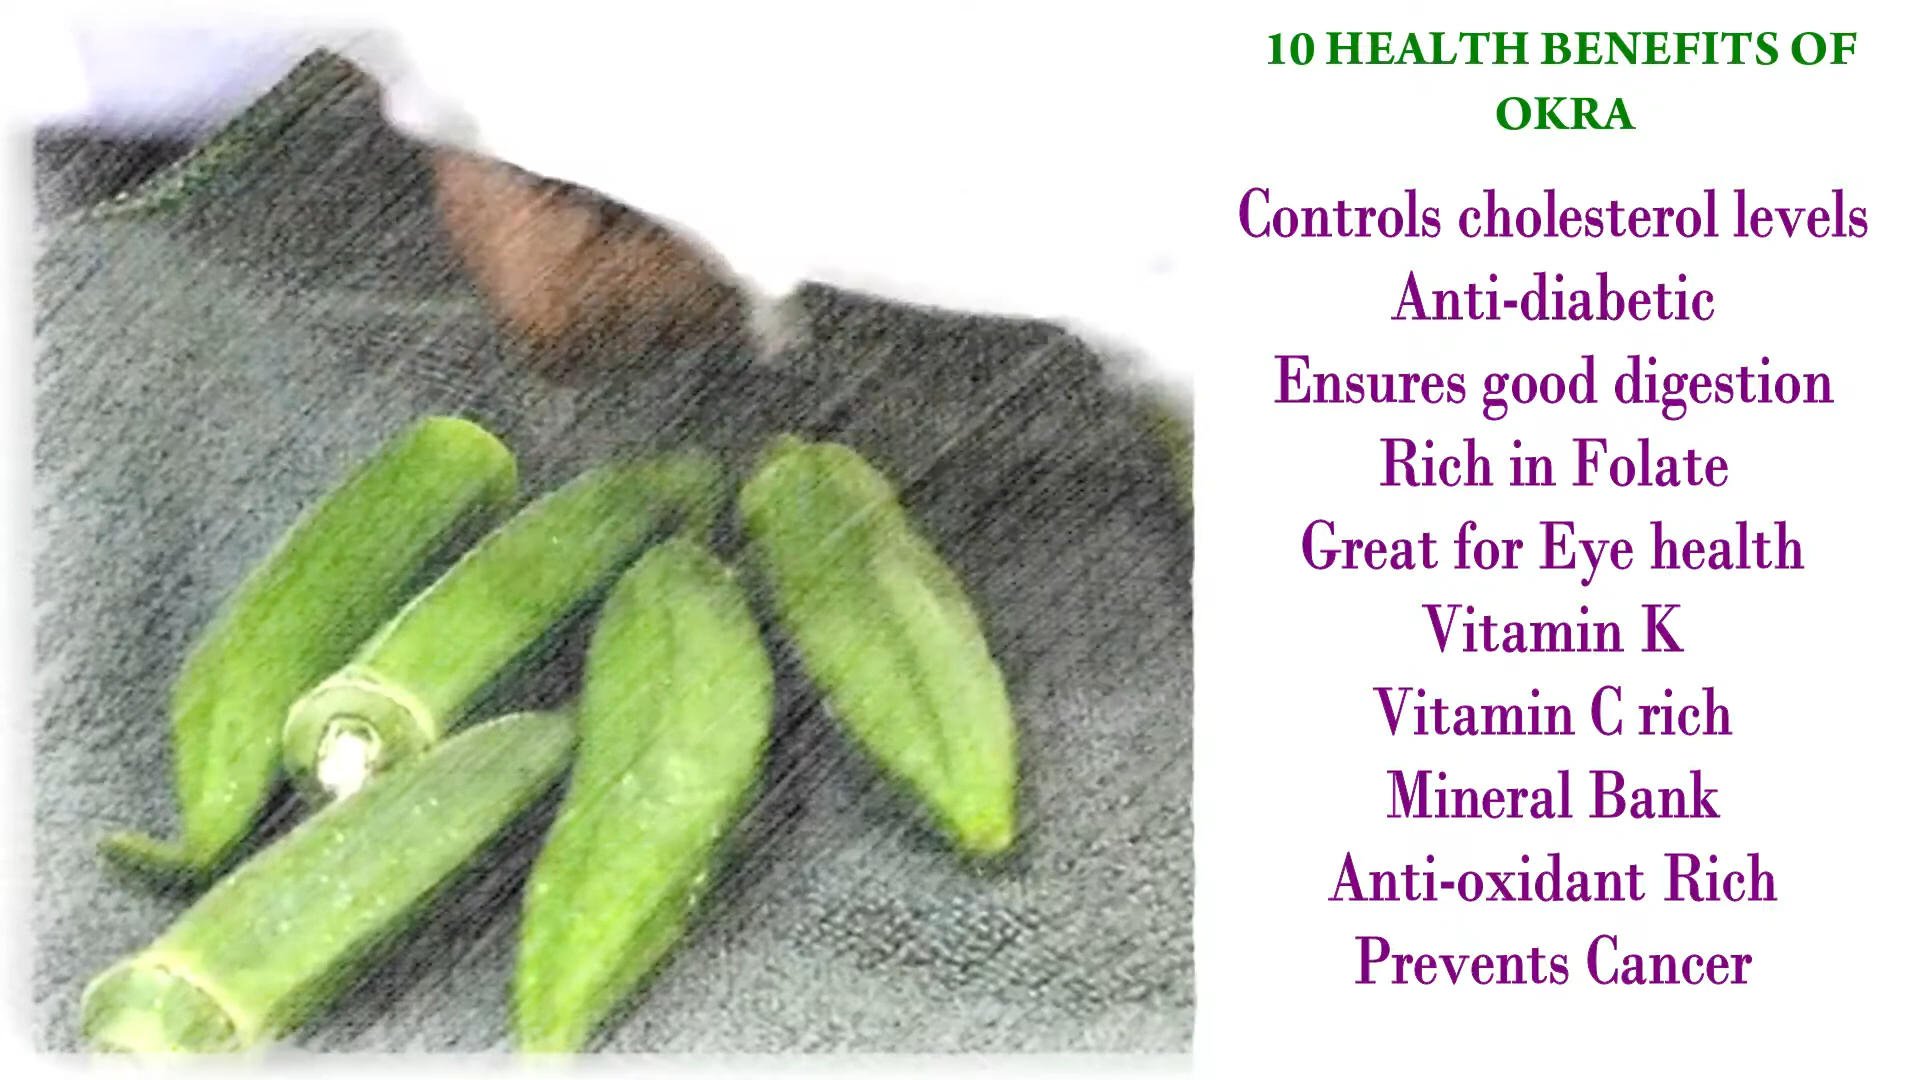 10 HEALTH BENEFITS OF
OKRA
Controls cholesterol levels
Anti-diabetic
Ensures good digestion
Rich in Folate
Great for Eye health
Vitamin K
Vitamin C rich
Mineral Bank
Anti-oxidant Rich
Prevents Cancer